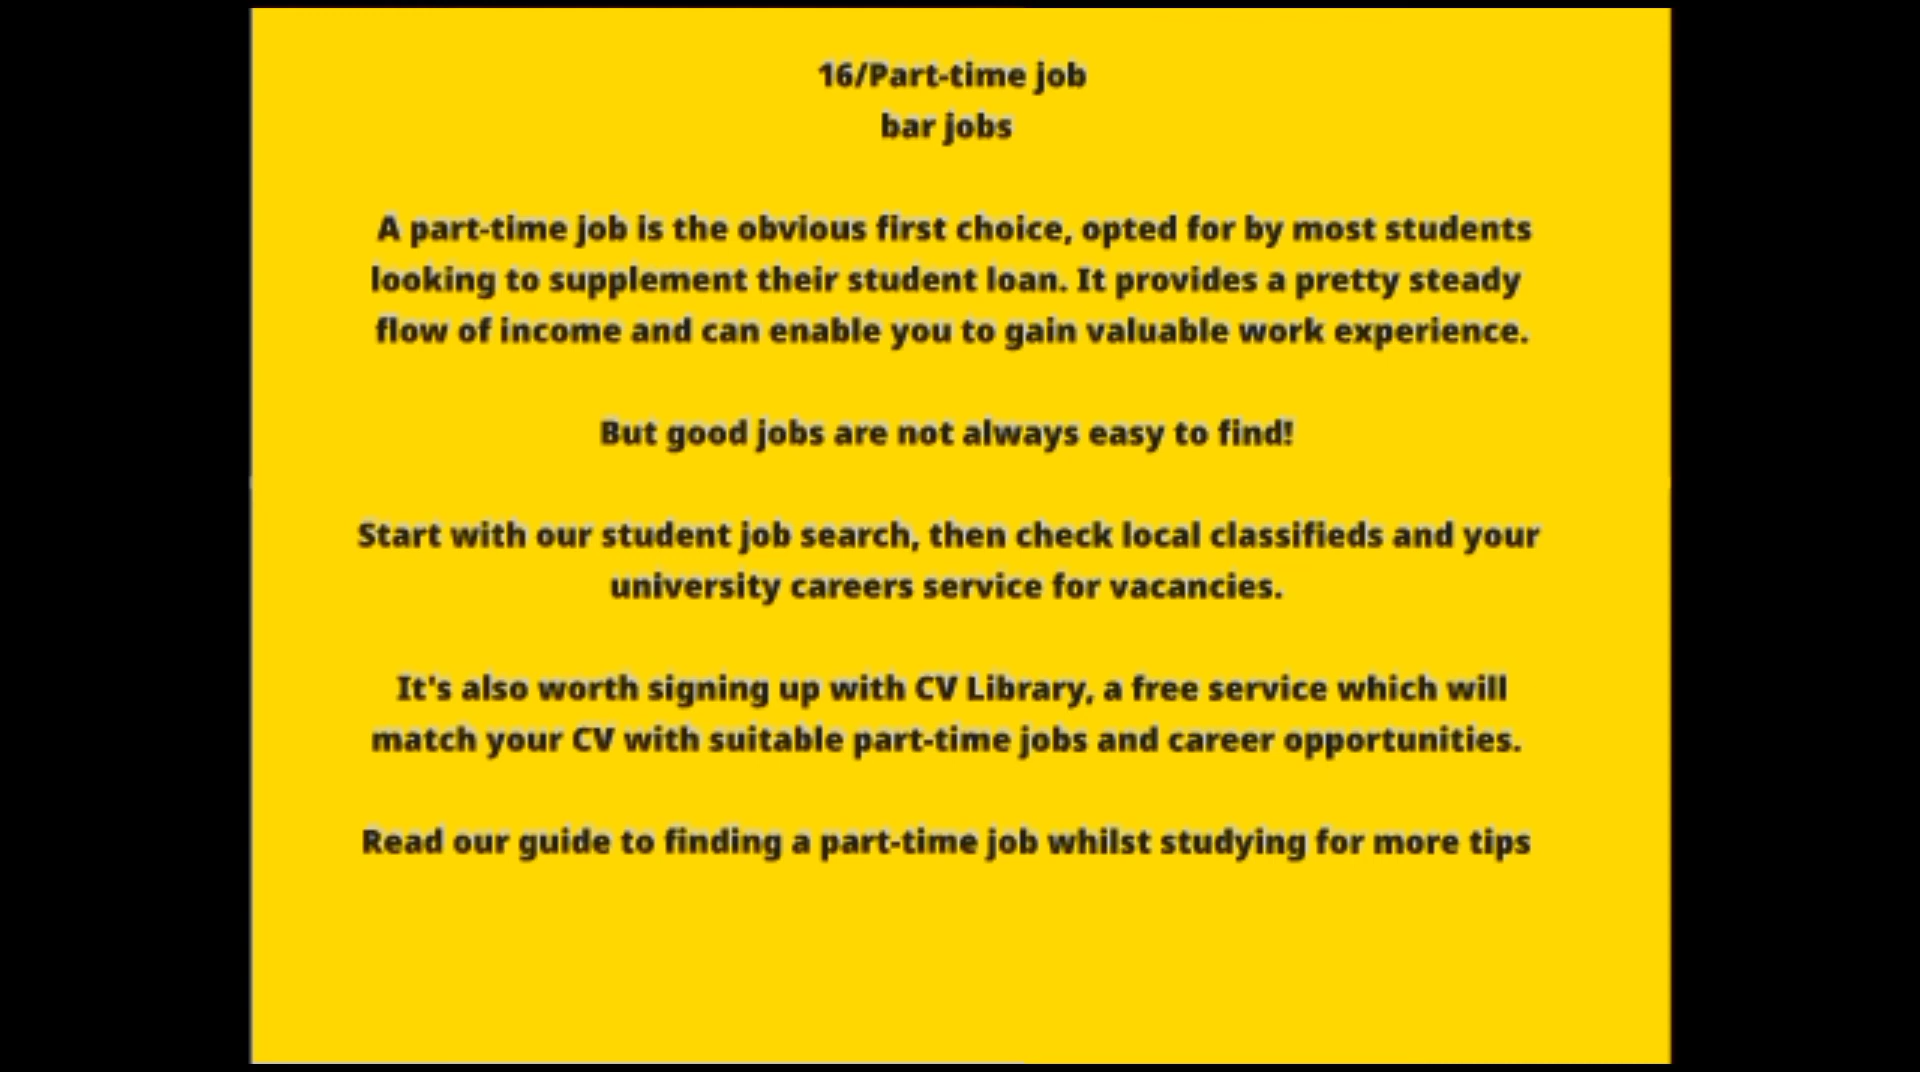 16/Part-time job
bar jobs
A part-time job is the obvious first choice, opted for by most students
looking to supplement their student loan. It provides a pretty steady
flow of income and can enable you to gain valuable work experience.
But good jobs are not always easy to find!
Start with our student job search, then check local classifieds and your
university careers service for vacancies.
It's also worth signing up with CV Library, a free service which will
match your CV with suitable part-time jobs and career opportunities.
Read our guide to finding a part-time job whilst studying for more tips